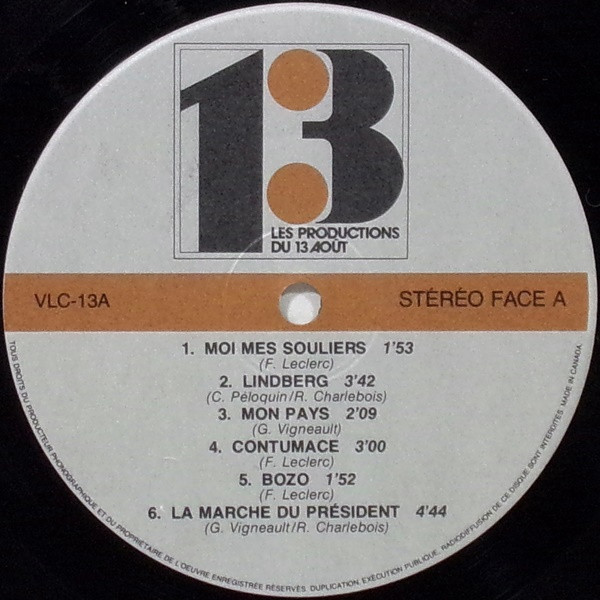 13
LES PRODUCTIONS
DU 13 AOÛT
VLC-13A
STÉRÉO FACE A
1. MOI MES SOULIERS 1'53
(F. Leclerc)
2. LINDBERG 3'42
(C. Péloquin/R. Charlebois)
3. MON PAYS 2'09
(G. Vigneault)
4. CONTUMACE 3'00
(F. Leclerc)
5. BOZO 1'52
(F. Leclerc)
6. LA MARCHE DU PRÉSIDENT 4'44
(G. Vigneault/R. Charlebois)
TOUS DROITS DU PRODUCTEUR PHONOGRAPHIQUE ET DU PROPRIÉTAIRE DE L'OEUVRE ENREGISTRÉE RÉSERVÉS. DUPLICATION, EXÉCUTION PUBLIQUE, RADIODIFFUSION DE CE DISQUE SONT INTERDITES. MADE IN CANADA.